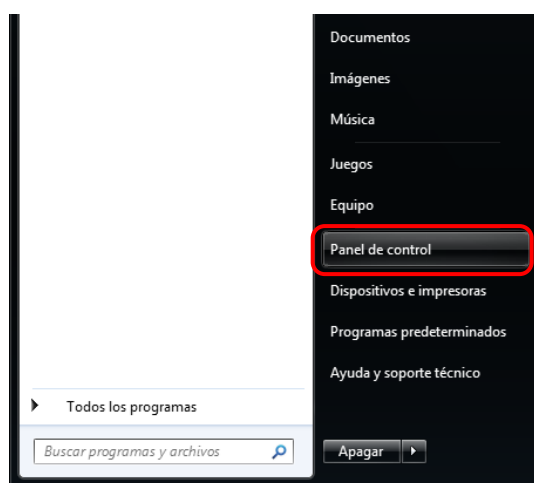 Documentos
Imágenes
Música
Juegos
Equipo
Panel de control
Dispositivos e impresoras
Programas predeterminados
Ayuda y soporte técnico
Todos los programas
Buscar programas y archivos
Apagar